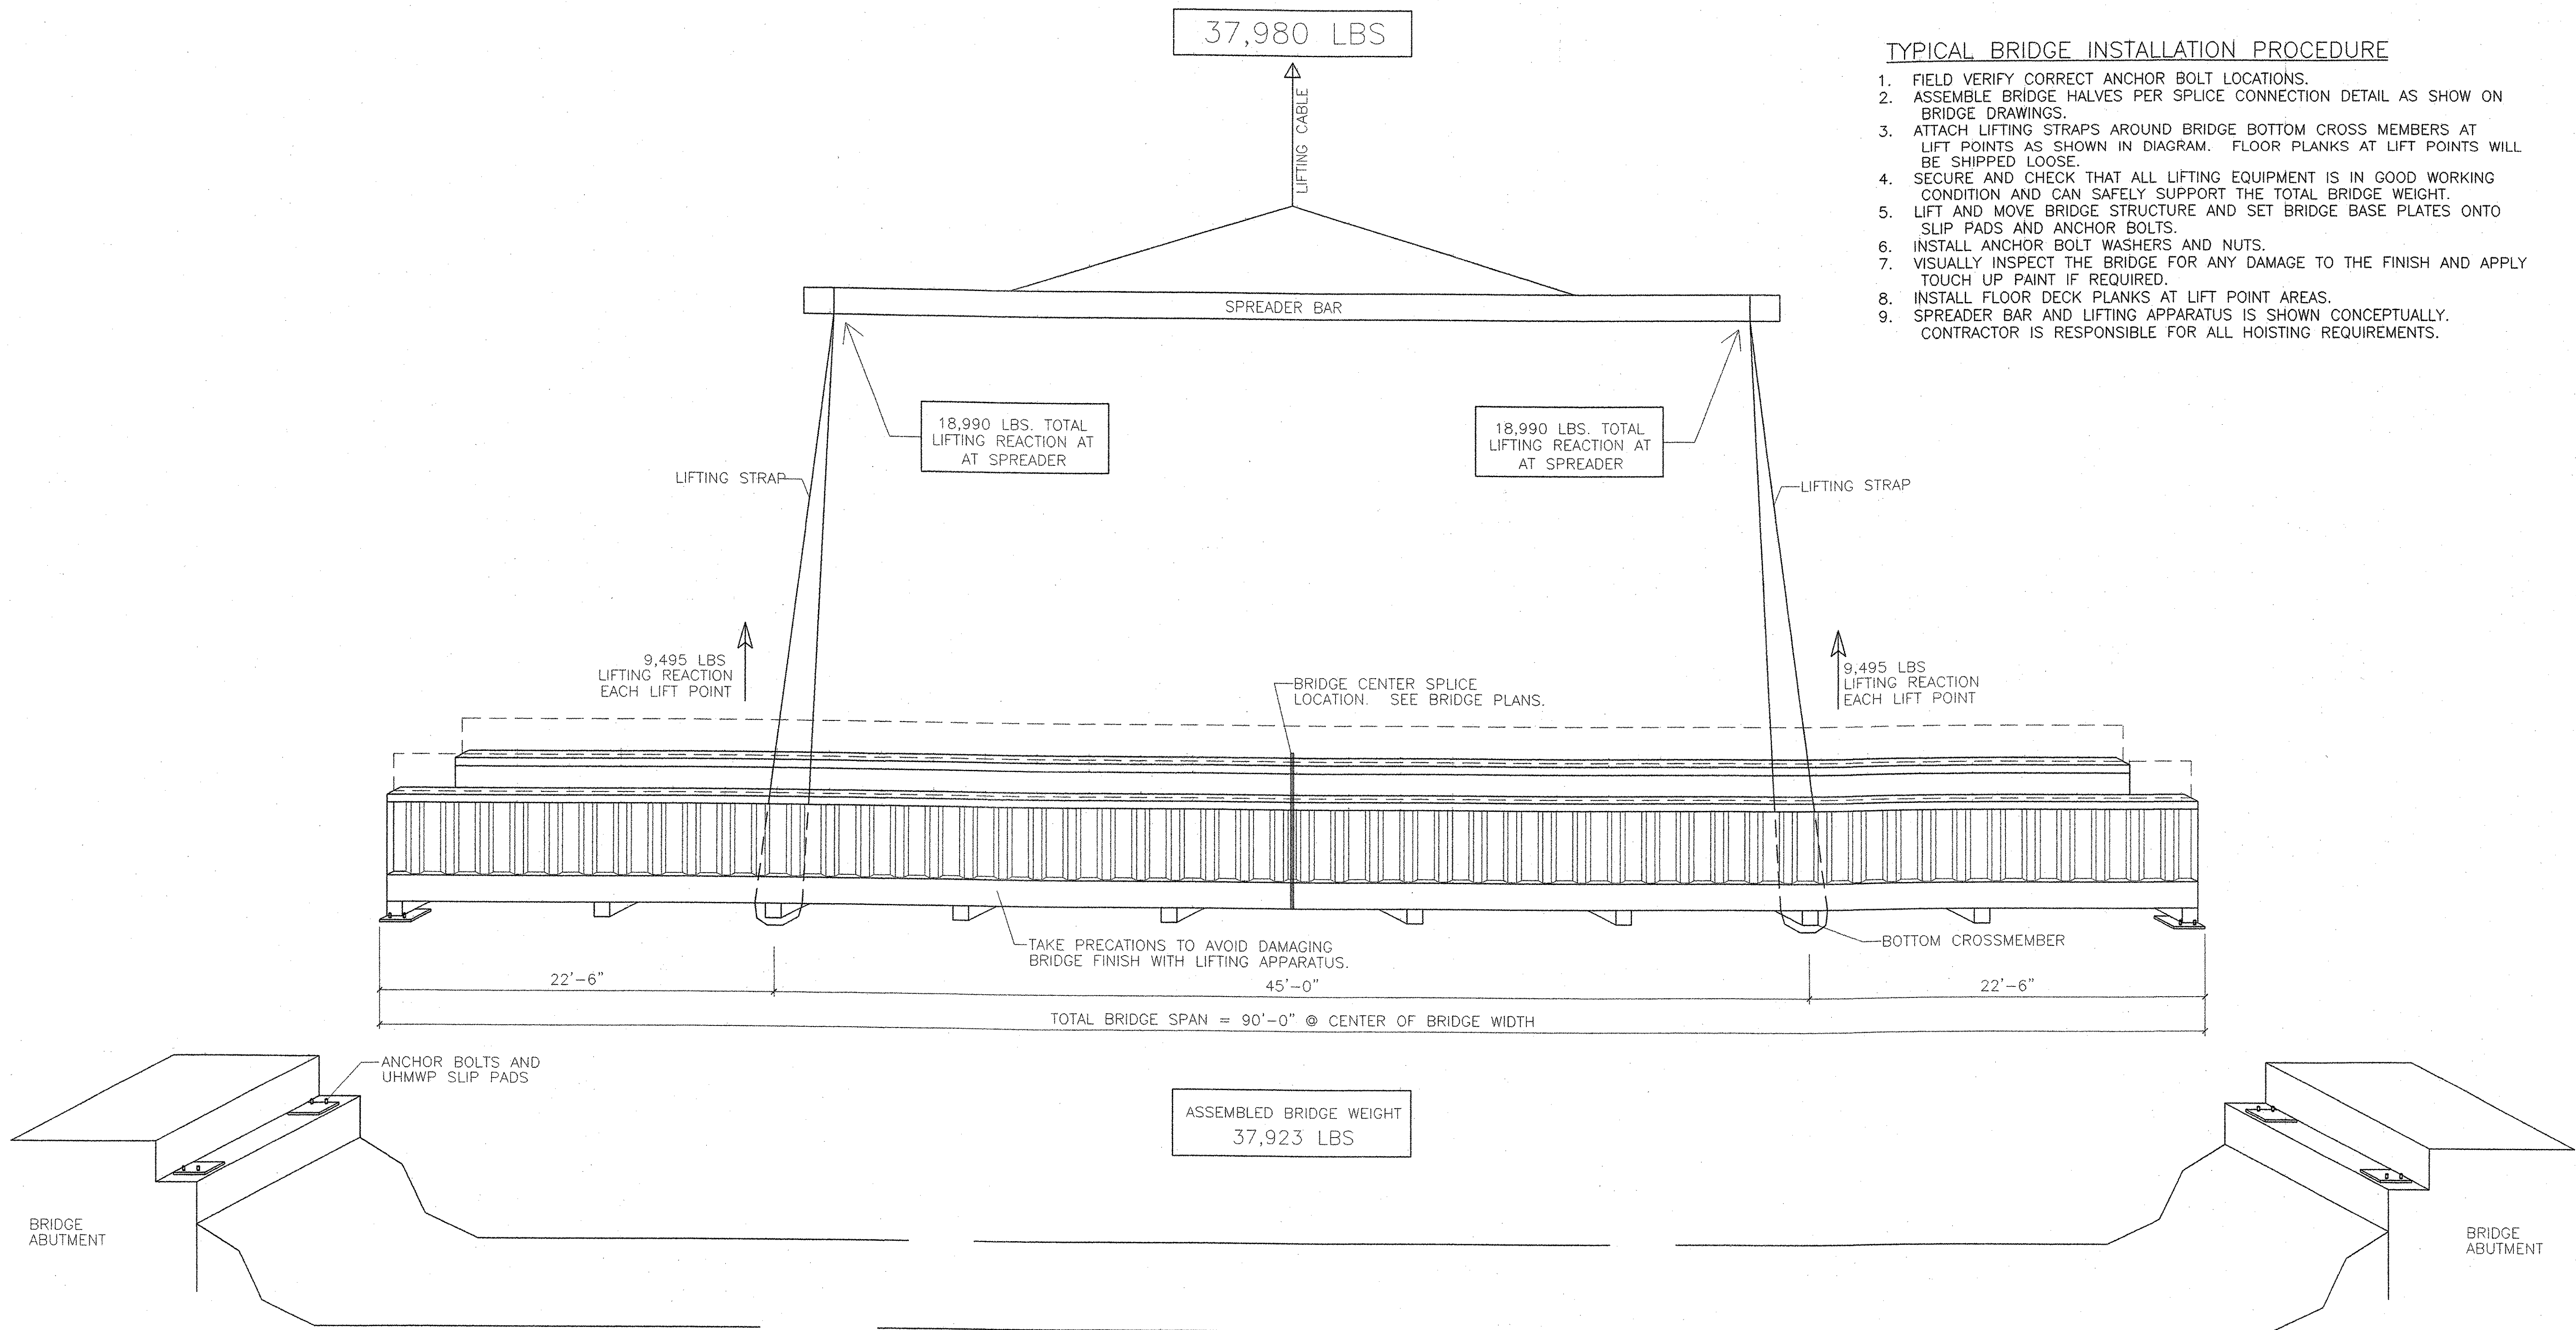 37,980 LBS
TYPICAL BRIDGE INSTALLATION PROCEDURE
1. FIELD VERIFY CORRECT ANCHOR BOLT LOCATIONS.
2. ASSEMBLE BRIDGE HALVES PER SPLICE CONNECTION DETAIL AS SHOW ON
BRIDGE DRAWINGS.
3. ATTACH LIFTING STRAPS AROUND BRIDGE BOTTOM CROSS MEMBERS AT
LIFT POINTS AS SHOWN IN DIAGRAM. FLOOR PLANKS AT LIFT POINTS WILL
BE SHIPPED LOOSE.
4. SECURE AND CHECK THAT ALL LIFTING EQUIPMENT IS IN GOOD WORKING
CONDITION AND CAN SAFELY SUPPORT THE TOTAL BRIDGE WEIGHT.
5. LIFT AND MOVE BRIDGE STRUCTURE AND SET BRIDGE BASE PLATES ONTO
SLIP PADS AND ANCHOR BOLTS.
6. INSTALL ANCHOR BOLT WASHERS AND NUTS.
7. VISUALLY INSPECT THE BRIDGE FOR ANY DAMAGE TO THE FINISH AND APPLY
TOUCH UP PAINT IF REQUIRED.
8. INSTALL FLOOR DECK PLANKS AT LIFT POINT AREAS.
9. SPREADER BAR AND LIFTING APPARATUS IS SHOWN CONCEPTUALLY.
CONTRACTOR IS RESPONSIBLE FOR ALL HOISTING REQUIREMENTS.
LIFTING CABLE
SPREADER BAR
18,990 LBS. TOTAL
LIFTING REACTION AT
AT SPREADER
18,990 LBS. TOTAL
LIFTING REACTION AT
AT SPREADER
LIFTING STRAP
LIFTING STRAP
9,495 LBS
LIFTING REACTION
EACH LIFT POINT
9,495 LBS
LIFTING REACTION
EACH LIFT POINT
BRIDGE CENTER SPLICE
LOCATION. SEE BRIDGE PLANS.
TAKE PRECATIONS TO AVOID DAMAGING
BRIDGE FINISH WITH LIFTING APPARATUS.
BOTTOM CROSSMEMBER
22'-6"
45'-0"
22'-6"
TOTAL BRIDGE SPAN = 90'-0" @ CENTER OF BRIDGE WIDTH
ANCHOR BOLTS AND
UHMWP SLIP PADS
ASSEMBLED BRIDGE WEIGHT
37,923 LBS
BRIDGE
ABUTMENT
BRIDGE
ABUTMENT